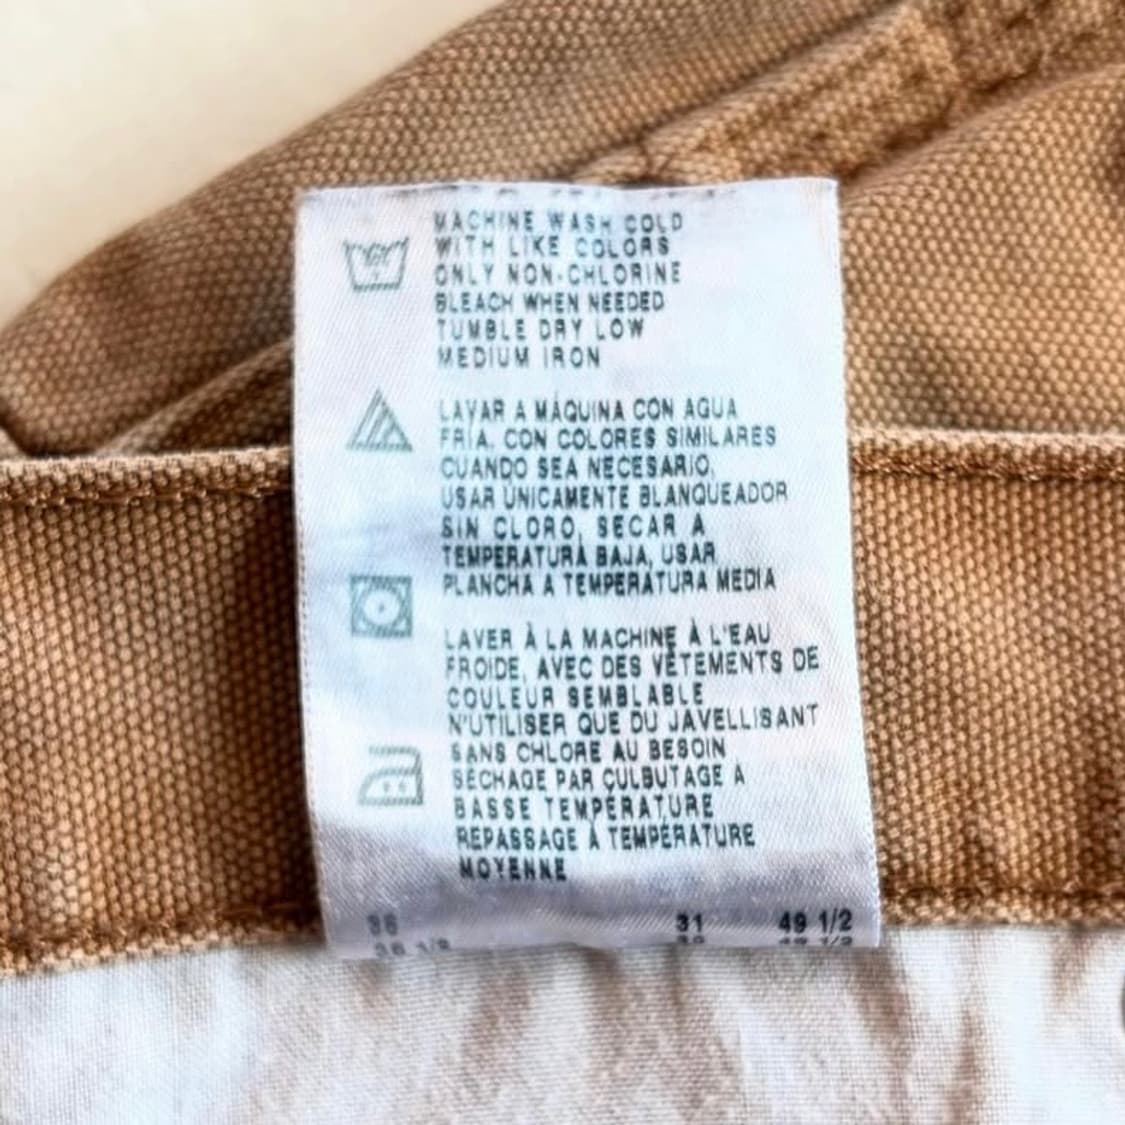 MACHINE WASH COLD
WITH LIKE COLORS
ONLY NON-CHLORINE
BLEACH WHEN NEEDED
TUMBLE DRY LOW
MEDIUM IRON
LAVAR A MÁQUINA CON AGUA
FRÍA, CON COLORES SIMILARES
CUANDO SEA NECESARIO,
USAR ÚNICAMENTE BLANQUEADOR
SIN CLORO, SECAR A
TEMPERATURA BAJA, USAR
PLANCHA A TEMPERATURA MEDIA
LAVER À LA MACHINE À L'EAU
FROIDE, AVEC DES VÊTEMENTS DE
COULEUR SEMBLABLE
N'UTILISER QUE DU JAVELLISANT
SANS CHLORE AU BESOIN
SÉCHAGE PAR CULBUTAGE A
BASSE TEMPÉRATURE
REPASSAGE À TEMPÉRATURE
MOYENNE
36 31 49 1/2